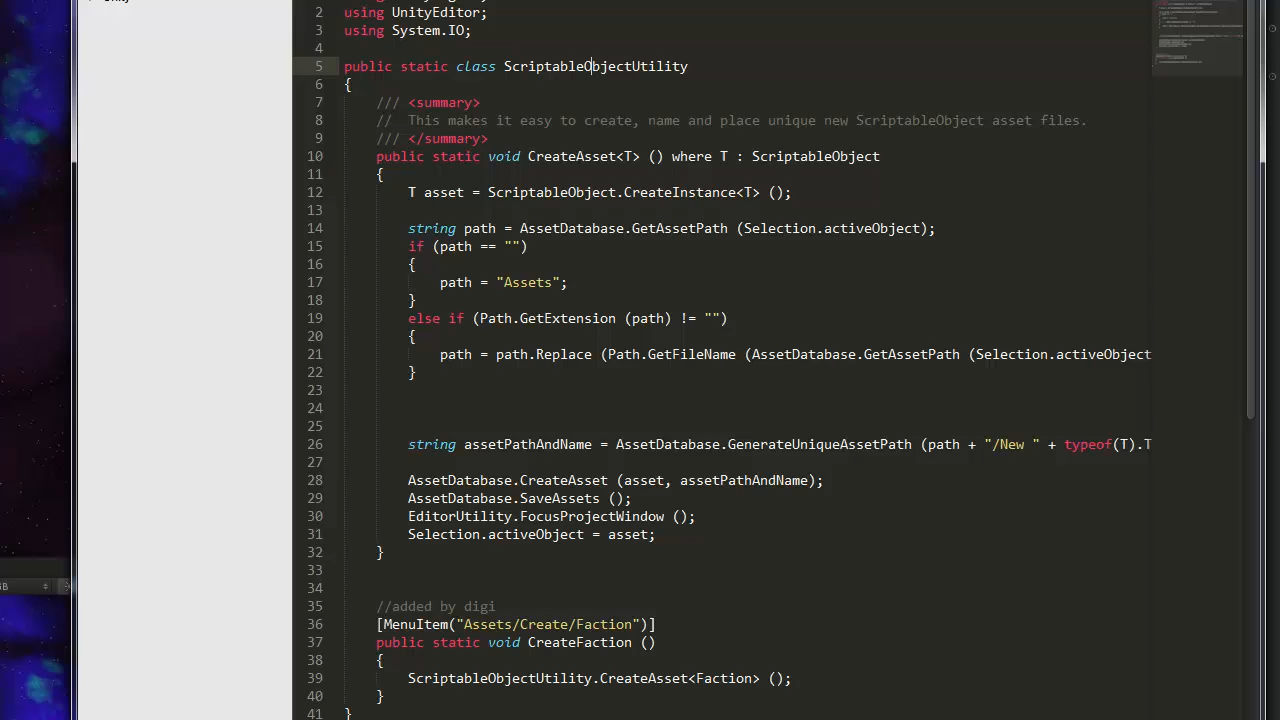 2 using UnityEditor;
3 using System.IO;
4
5 public static class ScriptableObjectUtility
6 {
7 /// <summary>
8 //  This makes it easy to create, name and place unique new ScriptableObject asset files.
9 /// </summary>
10 public static void CreateAsset<T> () where T : ScriptableObject
11 {
12 T asset = ScriptableObject.CreateInstance<T> ();
13
14 string path = AssetDatabase.GetAssetPath (Selection.activeObject);
15 if (path == "")
16 {
17 path = "Assets";
18 }
19 else if (Path.GetExtension (path) != "")
20 {
21 path = path.Replace (Path.GetFileName (AssetDatabase.GetAssetPath (Selection.activeObject
22 }
23
24
25
26 string assetPathAndName = AssetDatabase.GenerateUniqueAssetPath (path + "/New " + typeof(T).T
27
28 AssetDatabase.CreateAsset (asset, assetPathAndName);
29 AssetDatabase.SaveAssets ();
30 EditorUtility.FocusProjectWindow ();
31 Selection.activeObject = asset;
32 }
33
34
35 //added by digi
36 [MenuItem("Assets/Create/Faction")]
37 public static void CreateFaction ()
38 {
39 ScriptableObjectUtility.CreateAsset<Faction> ();
40 }
41 }